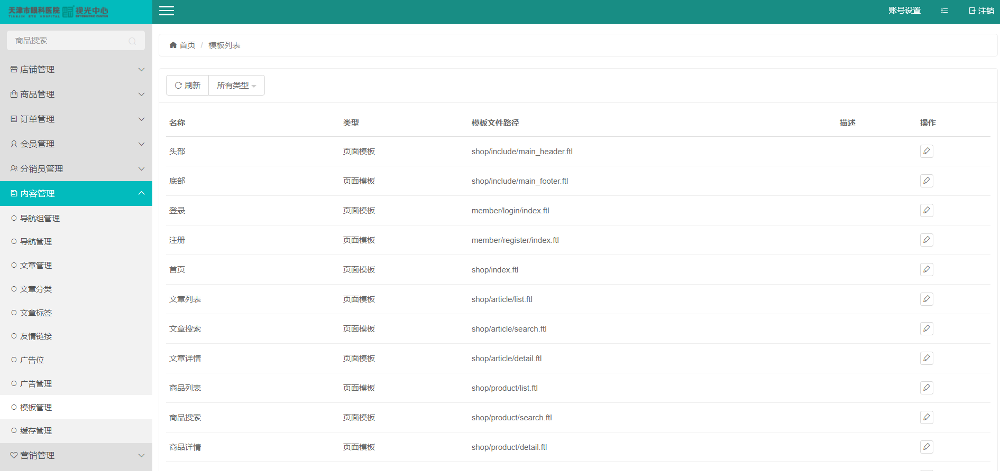 天津市眼科医院 视光中心
TIANJIN EYE HOSPITAL OPTOMETRIC CENTER
账号设置
注销
商品搜索
店铺管理
商品管理
订单管理
会员管理
分销员管理
内容管理
导航组管理
导航管理
文章管理
文章分类
文章标签
友情链接
广告位
广告管理
模板管理
缓存管理
营销管理
首页 / 模板列表
刷新 所有类型
名称 类型 模板文件路径 描述 操作
头部 页面模板 shop/include/main_header.ftl
底部 页面模板 shop/include/main_footer.ftl
登录 页面模板 member/login/index.ftl
注册 页面模板 member/register/index.ftl
首页 页面模板 shop/index.ftl
文章列表 页面模板 shop/article/list.ftl
文章搜索 页面模板 shop/article/search.ftl
文章详情 页面模板 shop/article/detail.ftl
商品列表 页面模板 shop/product/list.ftl
商品搜索 页面模板 shop/product/search.ftl
商品详情 页面模板 shop/product/detail.ftl